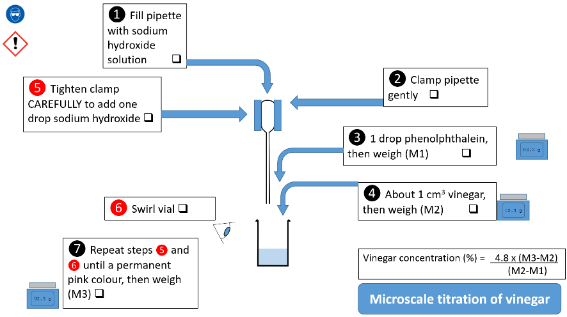 1 Fill pipette
with sodium
hydroxide
solution ❑
5 Tighten clamp
CAREFULLY to add one
drop sodium hydroxide ❑
2 Clamp pipette
gently ❑
3 1 drop phenolphthalein,
then weigh (M1) ❑
4 About 1 cm³ vinegar,
then weigh (M2) ❑
6 Swirl vial ❑
7 Repeat steps 5 and
6 until a permanent
pink colour, then weigh
(M3) ❑
Vinegar concentration (%) = 4.8 x (M3-M2)
(M2-M1)
Microscale titration of vinegar